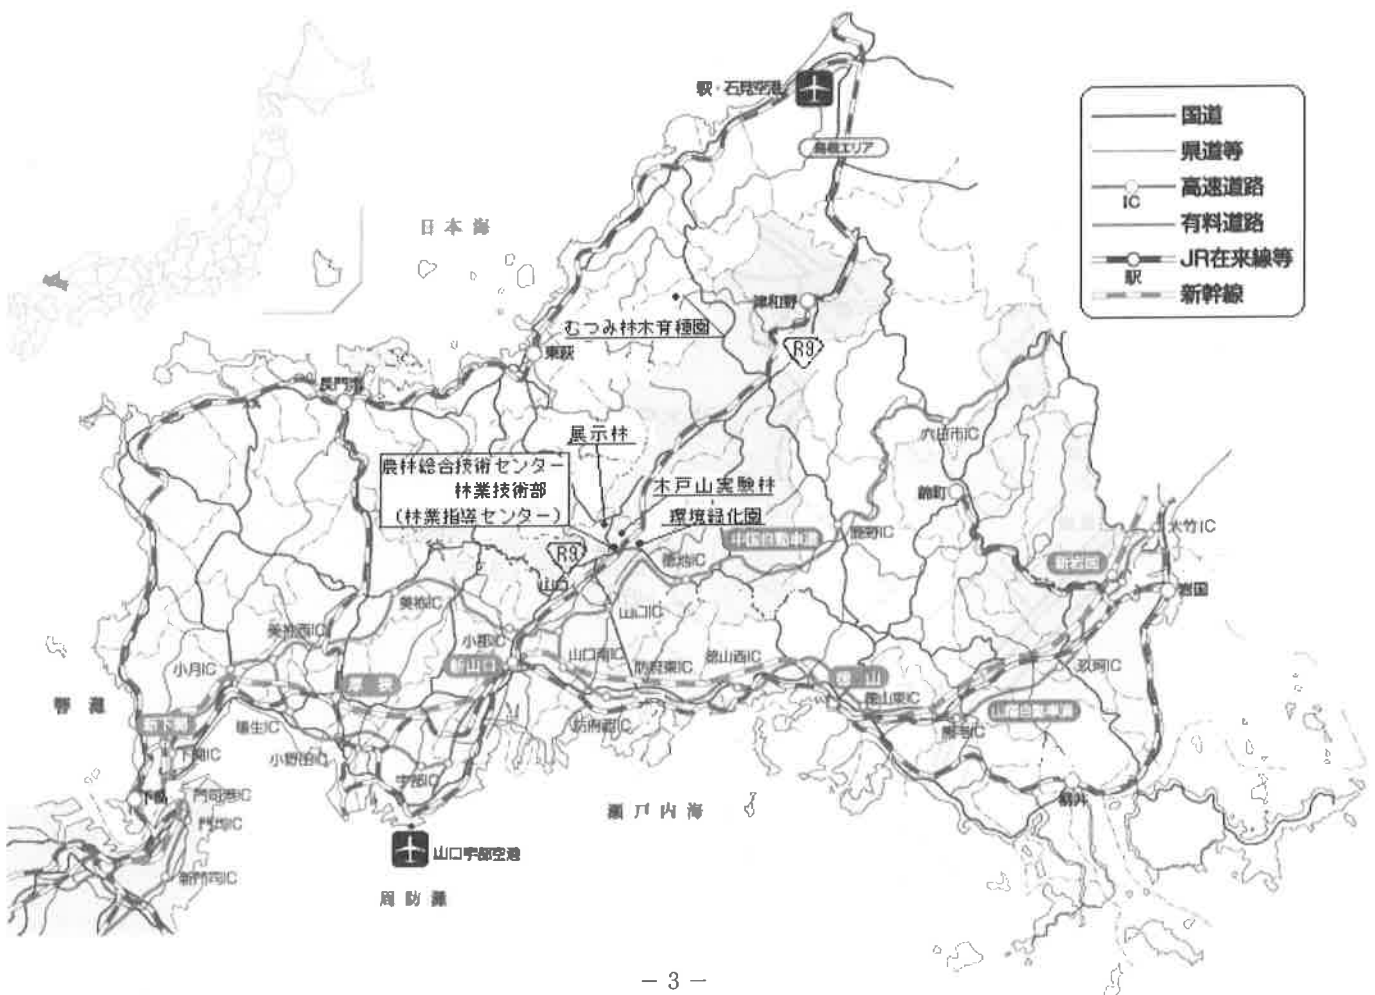 萩・石見空港
島根エリア
国道
県道等
高速道路
IC
有料道路
JR在来線等
駅
新幹線
日本海
津和野
むつみ林木育種園
R9
東萩
長門市
六日市IC
展示林
農林総合技術センター
林業技術部
(林業指導センター)
木戸山実験林
環境緑化園
錦町
中国自動車道
鹿野IC
大竹IC
R9
徳地IC
新岩国
山口
岩国
美祢IC
山口IC
美祢西IC
小郡IC
小月IC
新山口
山口南IC
防府東IC
徳山西IC
玖珂IC
厚狭
徳山
響灘
新下関
徳山東IC
埴生IC
防府西IC
熊毛IC
下関IC
小野田IC
宇部IC
下関
門司港IC
柳井
瀬戸内海
門司IC
山口宇部空港
新門司IC
周防灘
- 3 -